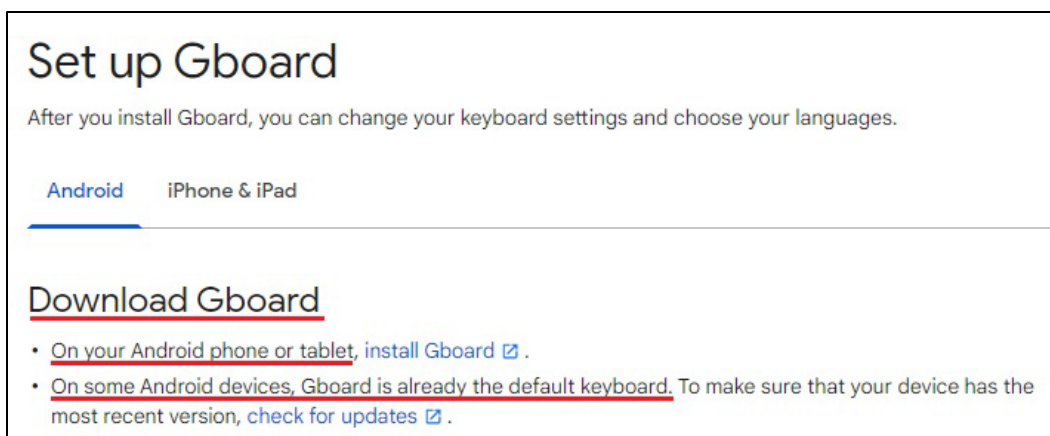 Set up Gboard
After you install Gboard, you can change your keyboard settings and choose your languages.
Android iPhone & iPad
Download Gboard
• On your Android phone or tablet, install Gboard .
• On some Android devices, Gboard is already the default keyboard. To make sure that your device has the
most recent version, check for updates .